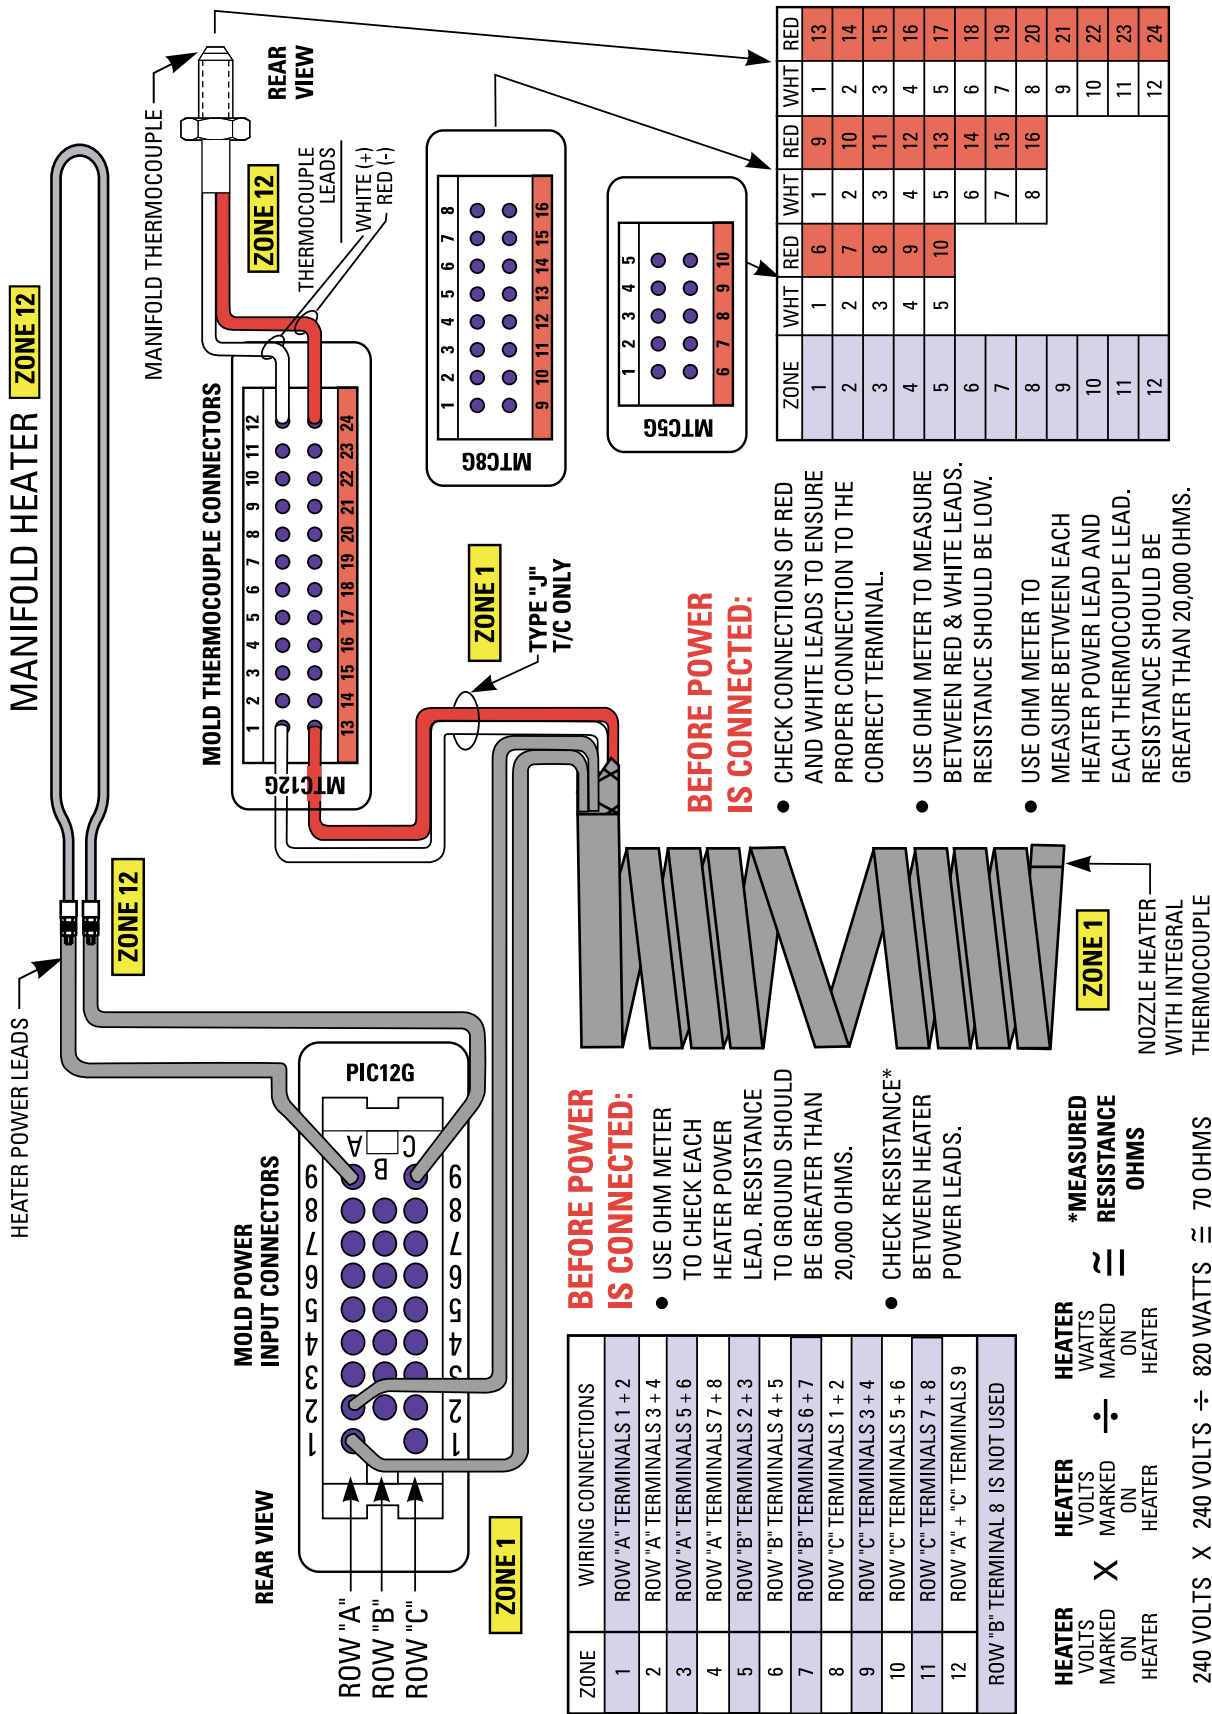 MANIFOLD HEATER ZONE 12
HEATER POWER LEADS
ZONE 12
MANIFOLD THERMOCOUPLE
REAR
VIEW
ZONE 12
THERMOCOUPLE
LEADS
WHITE (+)
RED (-)
MOLD POWER
INPUT CONNECTORS
REAR VIEW
PIC12G
A
B
C
1 2 3 4 5 6 7 8 9
1 2 3 4 5 6 7 8 9
ROW "A"
ROW "B"
ROW "C"
ZONE 1
MOLD THERMOCOUPLE CONNECTORS
MTC12G
1 2 3 4 5 6 7 8 9 10 11 12
13 14 15 16 17 18 19 20 21 22 23 24
ZONE 1
TYPE "J"
T/C ONLY
MTC8G
1 2 3 4 5 6 7 8
9 10 11 12 13 14 15 16
MTC5G
1 2 3 4 5
6 7 8 9 10
ZONE WIRING CONNECTIONS
1 ROW "A" TERMINALS 1 + 2
2 ROW "A" TERMINALS 3 + 4
3 ROW "A" TERMINALS 5 + 6
4 ROW "A" TERMINALS 7 + 8
5 ROW "B" TERMINALS 2 + 3
6 ROW "B" TERMINALS 4 + 5
7 ROW "B" TERMINALS 6 + 7
8 ROW "C" TERMINALS 1 + 2
9 ROW "C" TERMINALS 3 + 4
10 ROW "C" TERMINALS 5 + 6
11 ROW "C" TERMINALS 7 + 8
12 ROW "A" + "C" TERMINALS 9
ROW "B" TERMINAL 8 IS NOT USED
BEFORE POWER
IS CONNECTED:
● USE OHM METER
TO CHECK EACH
HEATER POWER
LEAD. RESISTANCE
TO GROUND SHOULD
BE GREATER THAN
20,000 OHMS.
● CHECK RESISTANCE*
BETWEEN HEATER
POWER LEADS.
ZONE 1
NOZZLE HEATER
WITH INTEGRAL
THERMOCOUPLE
BEFORE POWER
IS CONNECTED:
● CHECK CONNECTIONS OF RED
AND WHITE LEADS TO ENSURE
PROPER CONNECTION TO THE
CORRECT TERMINAL.
● USE OHM METER TO MEASURE
BETWEEN RED & WHITE LEADS.
RESISTANCE SHOULD BE LOW.
● USE OHM METER TO
MEASURE BETWEEN EACH
HEATER POWER LEAD AND
EACH THERMOCOUPLE LEAD.
RESISTANCE SHOULD BE
GREATER THAN 20,000 OHMS.
ZONE WHT RED WHT RED WHT RED
1 1 6 1 9 1 13
2 2 7 2 10 2 14
3 3 8 3 11 3 15
4 4 9 4 12 4 16
5 5 10 5 13 5 17
6 6 14 6 18
7 7 15 7 19
8 8 16 8 20
9 9 21
10 10 22
11 11 23
12 12 24
HEATER
VOLTS
MARKED
ON
HEATER
X
HEATER
VOLTS
MARKED
ON
HEATER
÷
HEATER
WATTS
MARKED
ON
HEATER
≅
*MEASURED
RESISTANCE
OHMS
240 VOLTS X 240 VOLTS ÷ 820 WATTS ≅ 70 OHMS